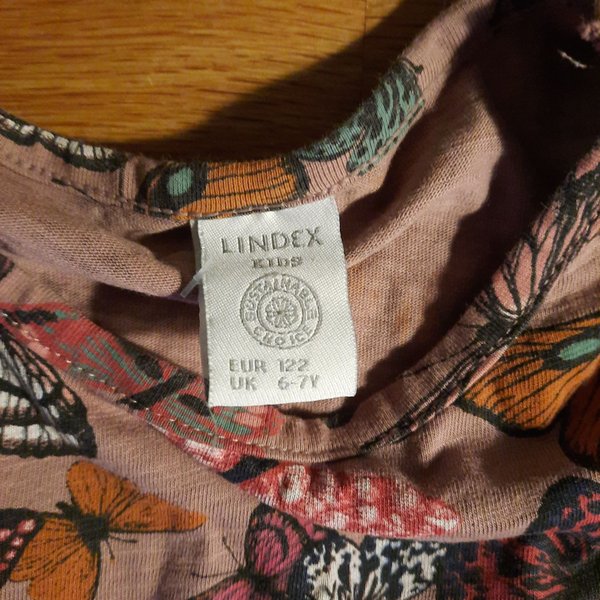 LINDEX
KIDS
SUSTAINABLE
CHOICE
EUR 122
UK 6-7Y